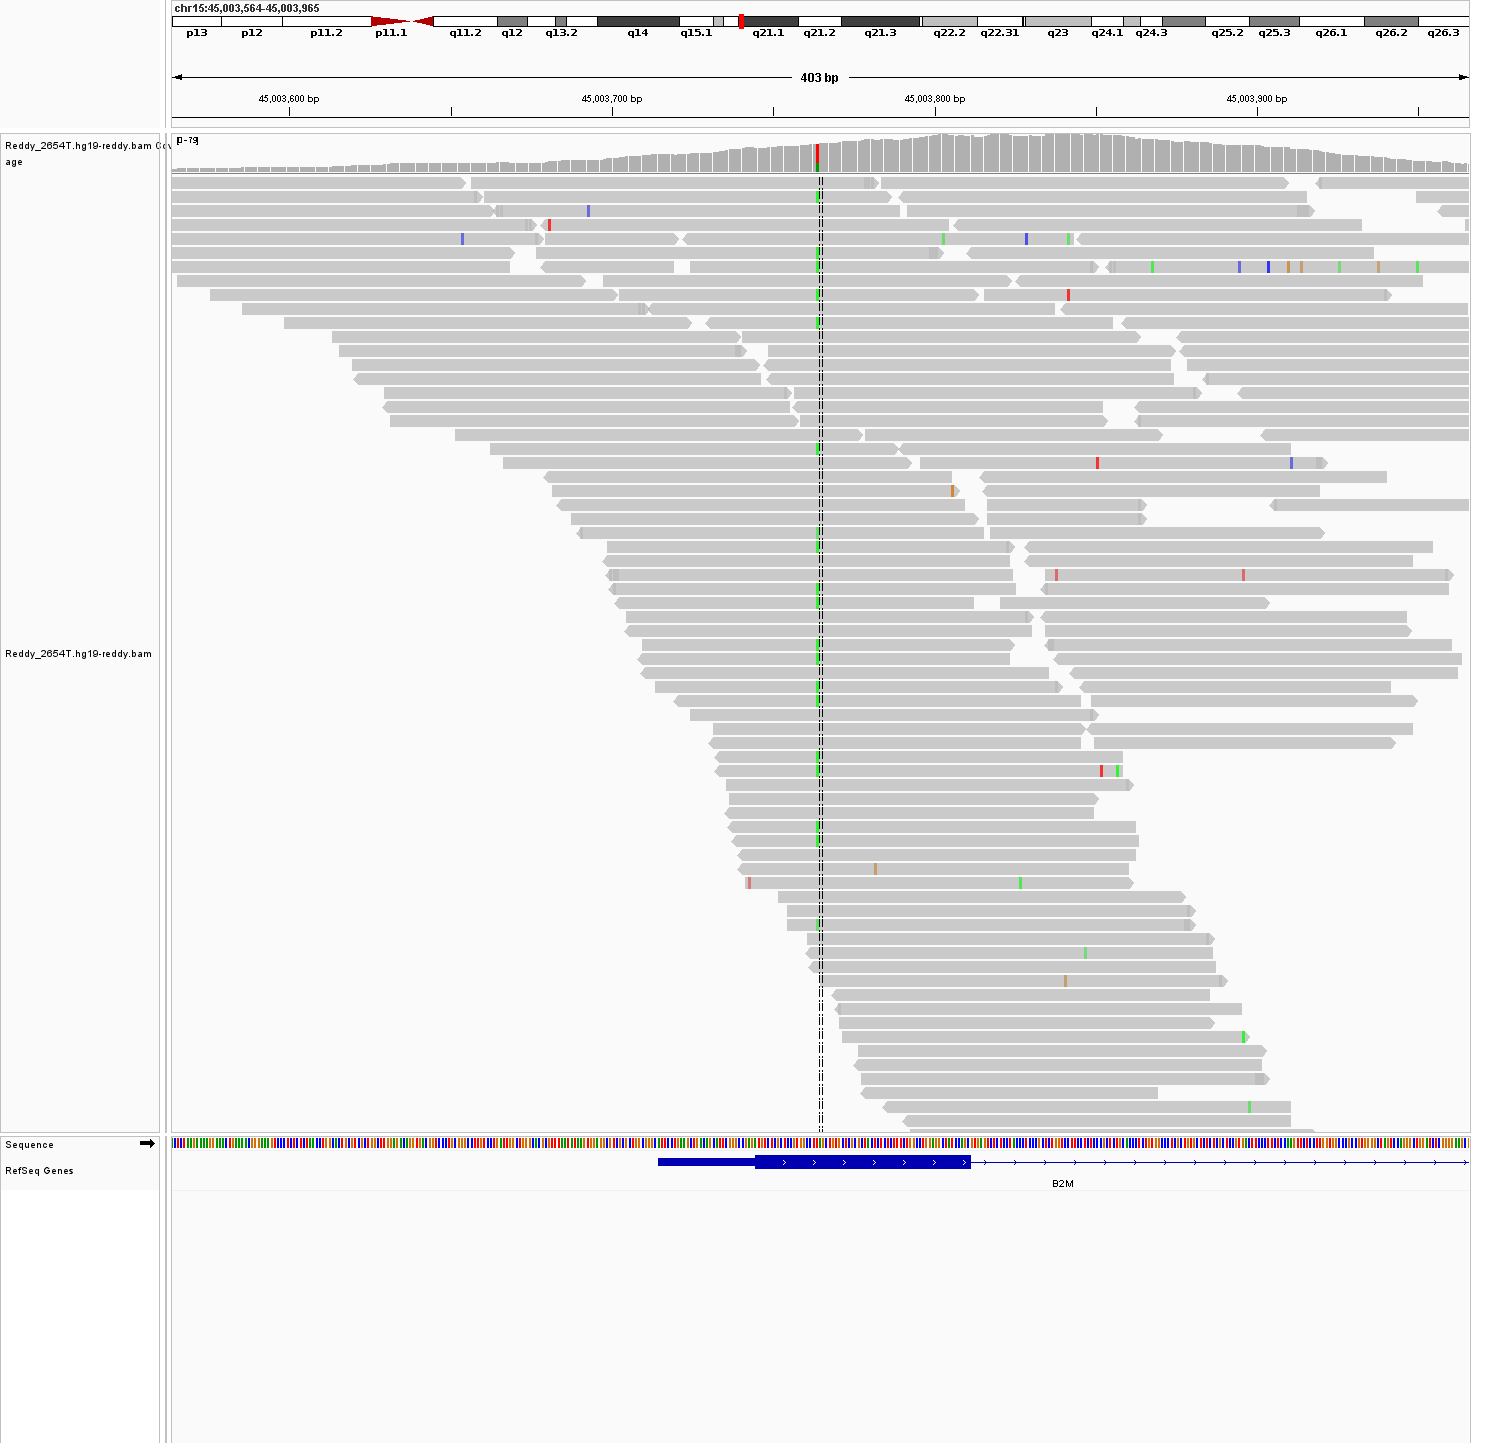 chr15:45,003,564-45,003,965
p13 p12 p11.2 p11.1 q11.2 q12 q13.2 q14 q15.1 q21.1 q21.2 q21.3 q22.2 q22.31 q23 q24.1 q24.3 q25.2 q25.3 q26.1 q26.2 q26.3
403 bp
45,003,600 bp 45,003,700 bp 45,003,800 bp 45,003,900 bp
[0-79]
Reddy_2654T.hg19-reddy.bam Cov
age
Reddy_2654T.hg19-reddy.bam
Sequence
RefSeq Genes
B2M